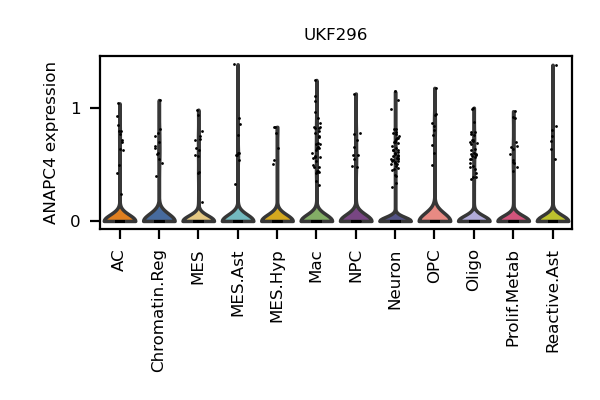 UKF296
ANAPC4 expression
1
0
AC
Chromatin.Reg
MES
MES.Ast
MES.Hyp
Mac
NPC
Neuron
OPC
Oligo
Prolif.Metab
Reactive.Ast